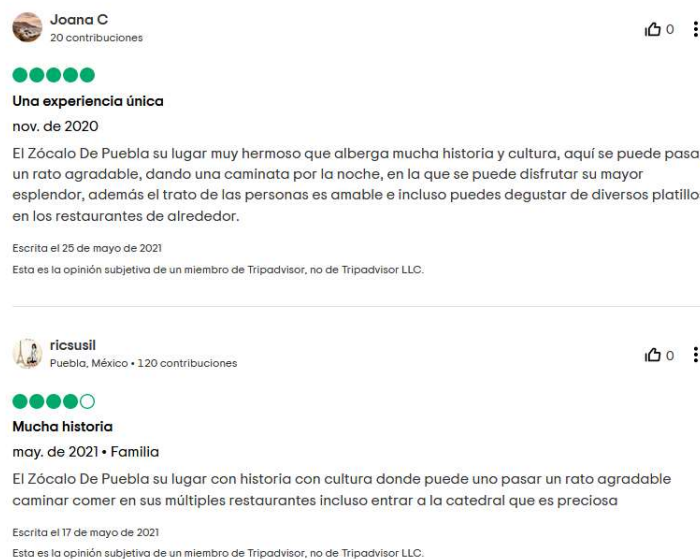 Joana C
20 contribuciones
0
Una experiencia única
nov. de 2020
El Zócalo De Puebla su lugar muy hermoso que alberga mucha historia y cultura, aquí se puede pasa
un rato agradable, dando una caminata por la noche, en la que se puede disfrutar su mayor
esplendor, además el trato de las personas es amable e incluso puedes degustar de diversos platillo
en los restaurantes de alrededor.
Escrita el 25 de mayo de 2021
Esta es la opinión subjetiva de un miembro de Tripadvisor, no de Tripadvisor LLC.
ricsusil
Puebla, México • 120 contribuciones
0
Mucha historia
may. de 2021 • Familia
El Zócalo De Puebla su lugar con historia con cultura donde puede uno pasar un rato agradable
caminar comer en sus múltiples restaurantes incluso entrar a la catedral que es preciosa
Escrita el 17 de mayo de 2021
Esta es la opinión subjetiva de un miembro de Tripadvisor, no de Tripadvisor LLC.